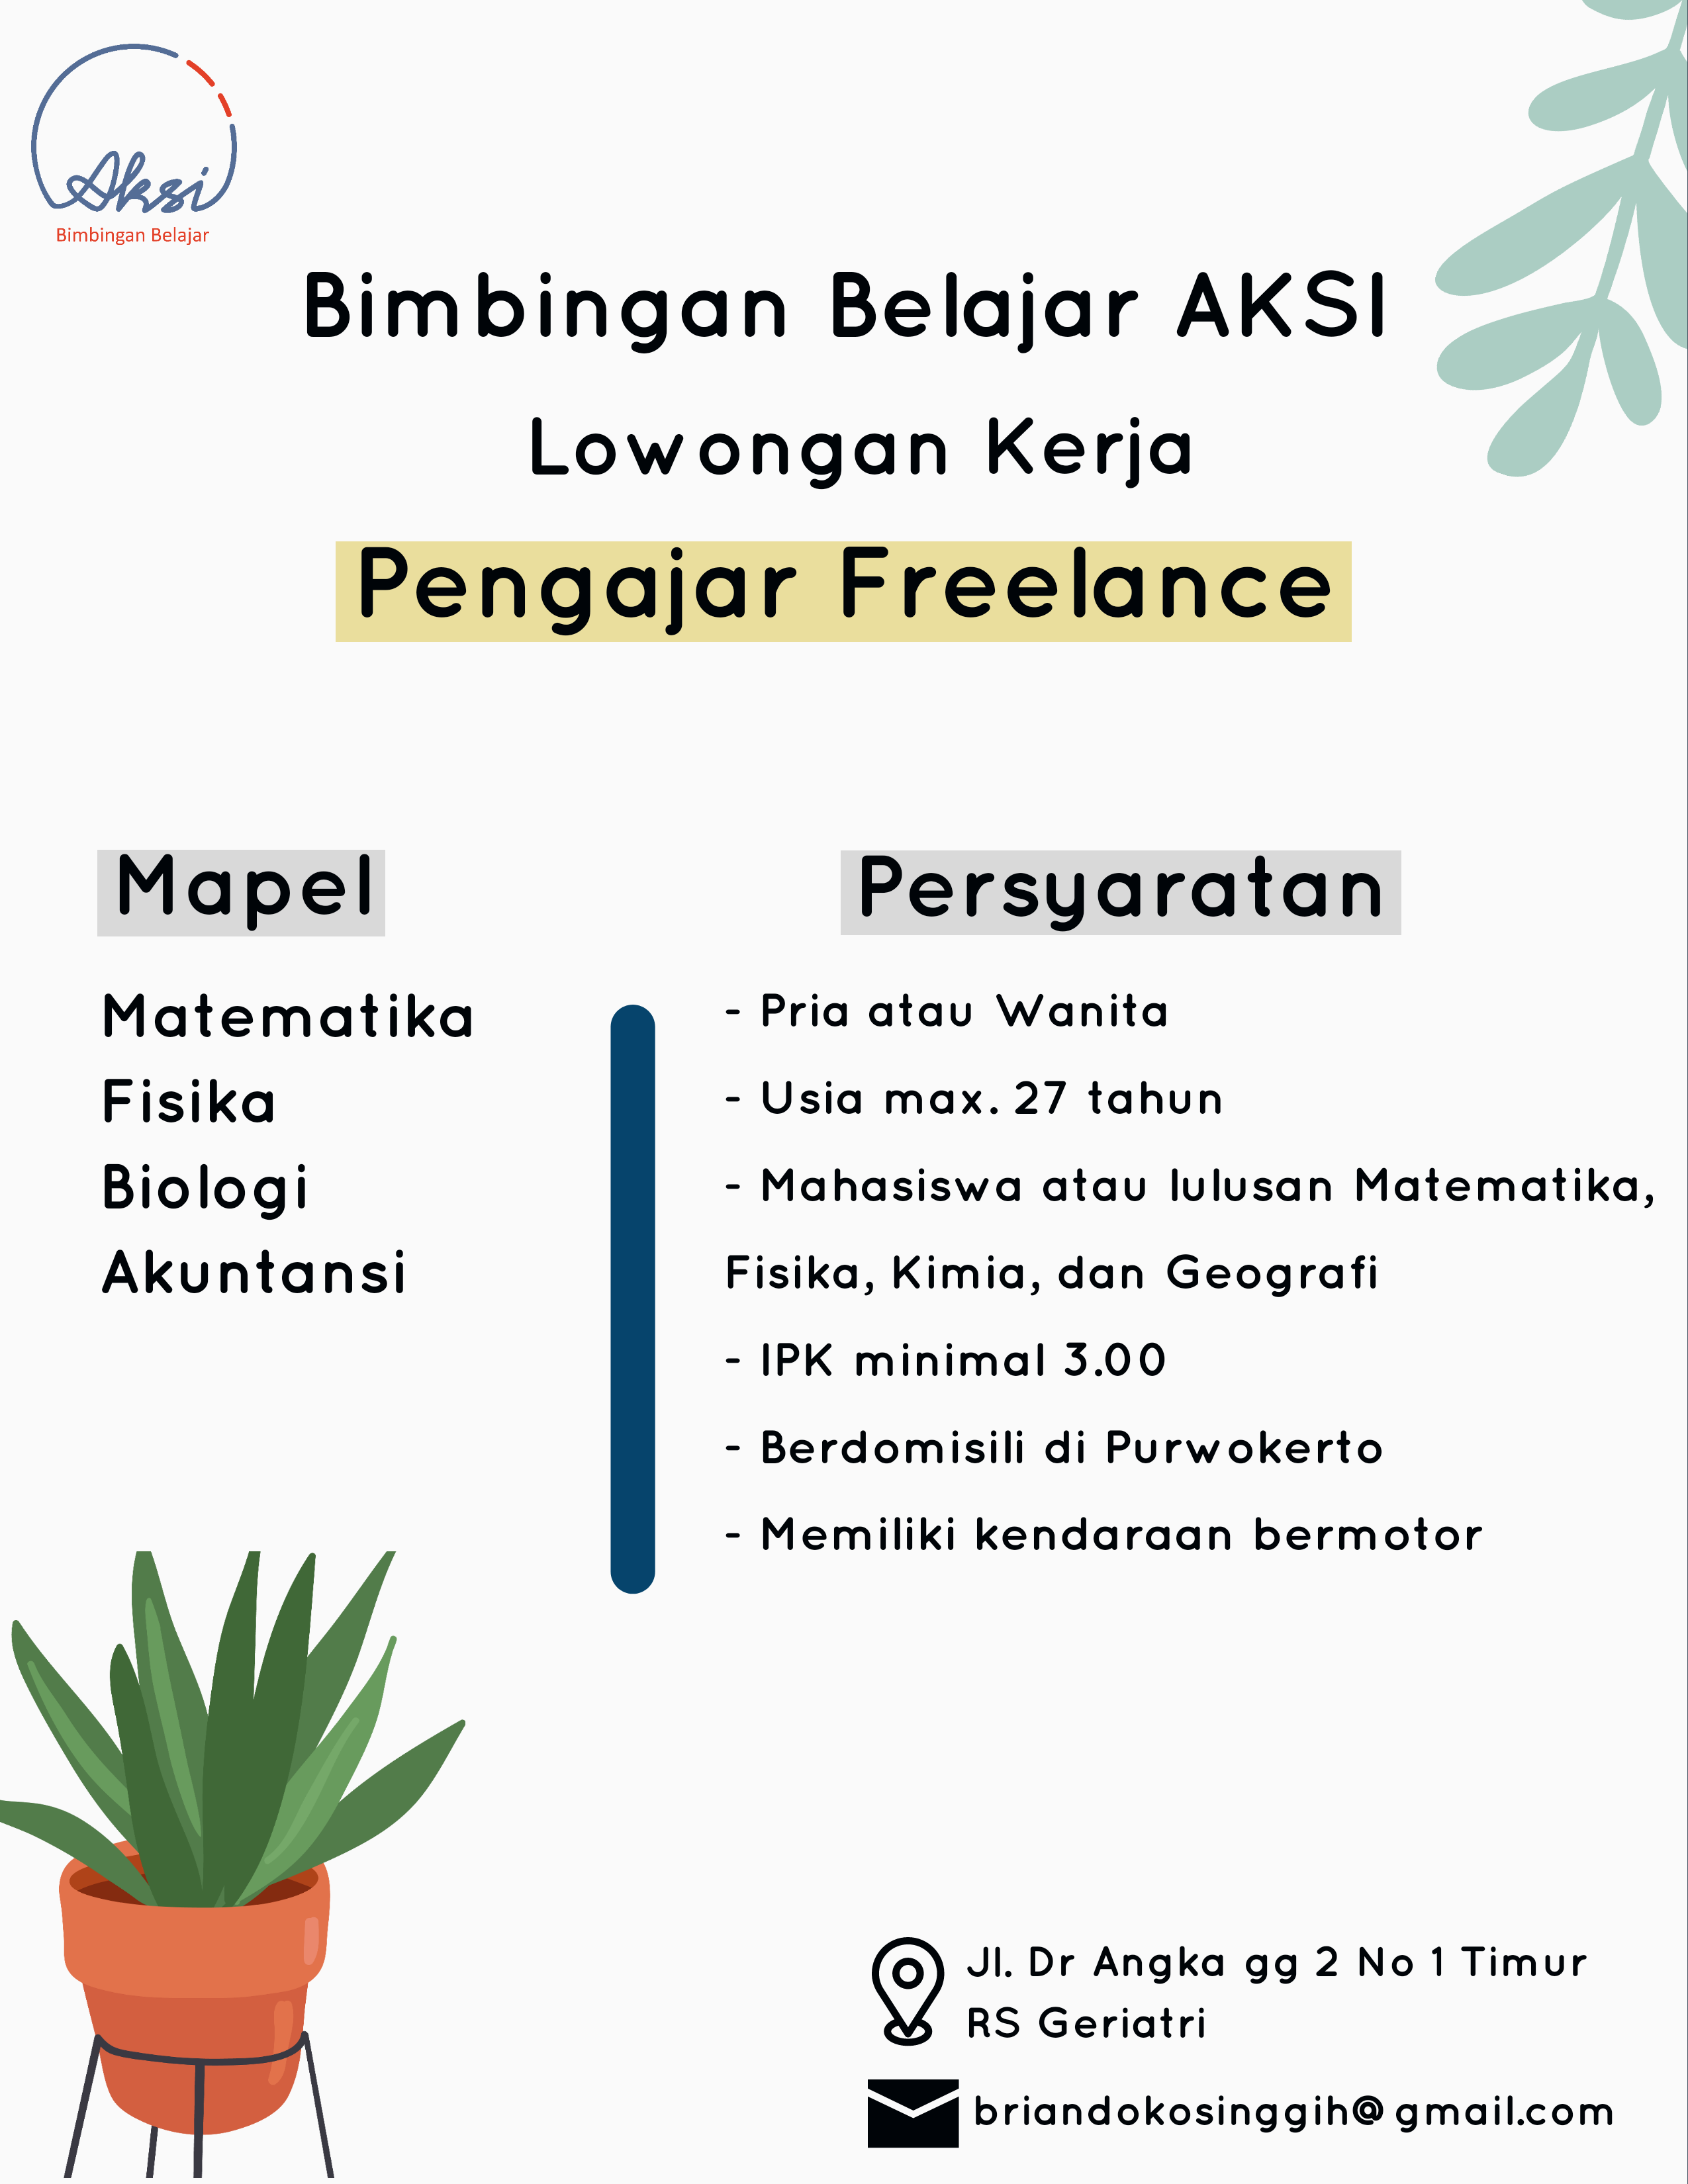 Aksi
Bimbingan Belajar
Bimbingan Belajar AKSI
Lowongan Kerja
Pengajar Freelance
Mapel
Matematika
Fisika
Biologi
Akuntansi
Persyaratan
- Pria atau Wanita
- Usia max. 27 tahun
- Mahasiswa atau lulusan Matematika,
Fisika, Kimia, dan Geografi
- IPK minimal 3.00
- Berdomisili di Purwokerto
- Memiliki kendaraan bermotor
Jl. Dr Angka gg 2 No 1 Timur
RS Geriatri
briandokosinggih@gmail.com